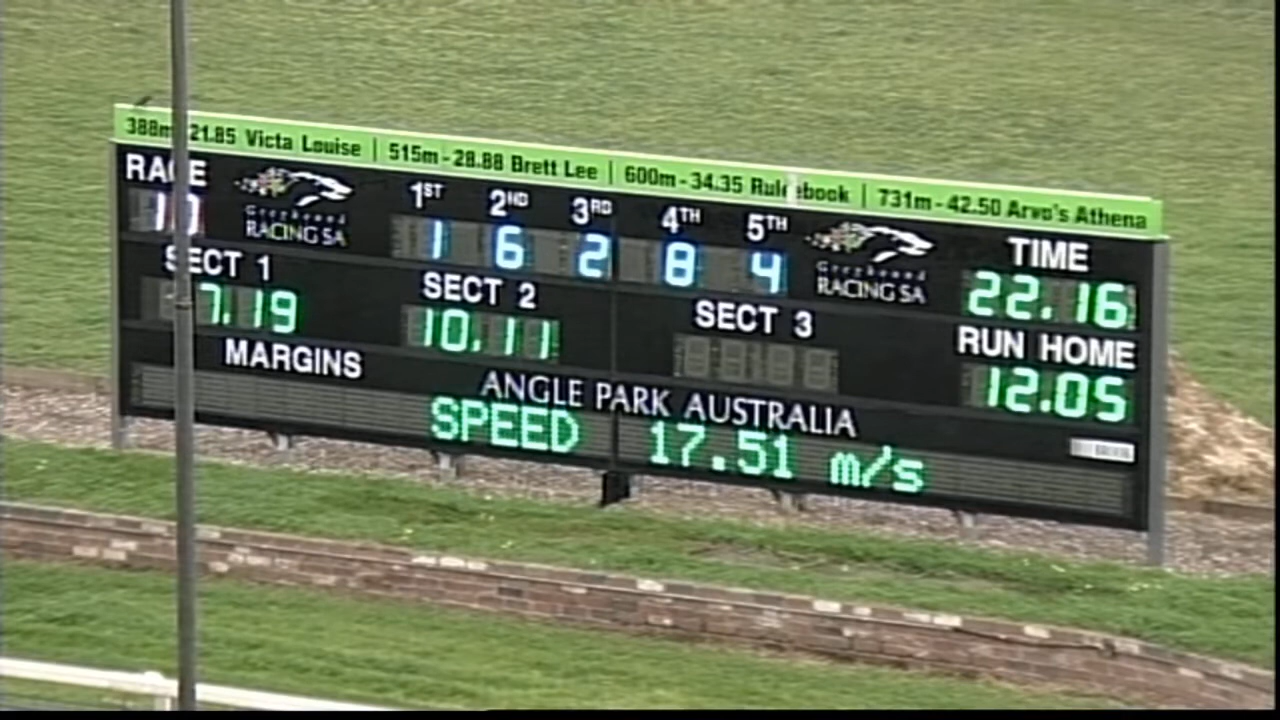 388m-21.85 Victa Louise | 515m-28.88 Brett Lee | 600m-34.35 Rulebook | 731m-42.50 Arvo's Athena
RACE 1ST 2ND 3RD 4TH 5TH TIME
10 Greyhound RACING SA 1 6 2 8 4 Greyhound RACING SA 22.16
SECT 1 SECT 2 SECT 3 RUN HOME
7.19 10.11 12.05
MARGINS ANGLE PARK AUSTRALIA
SPEED 17.51 m/s